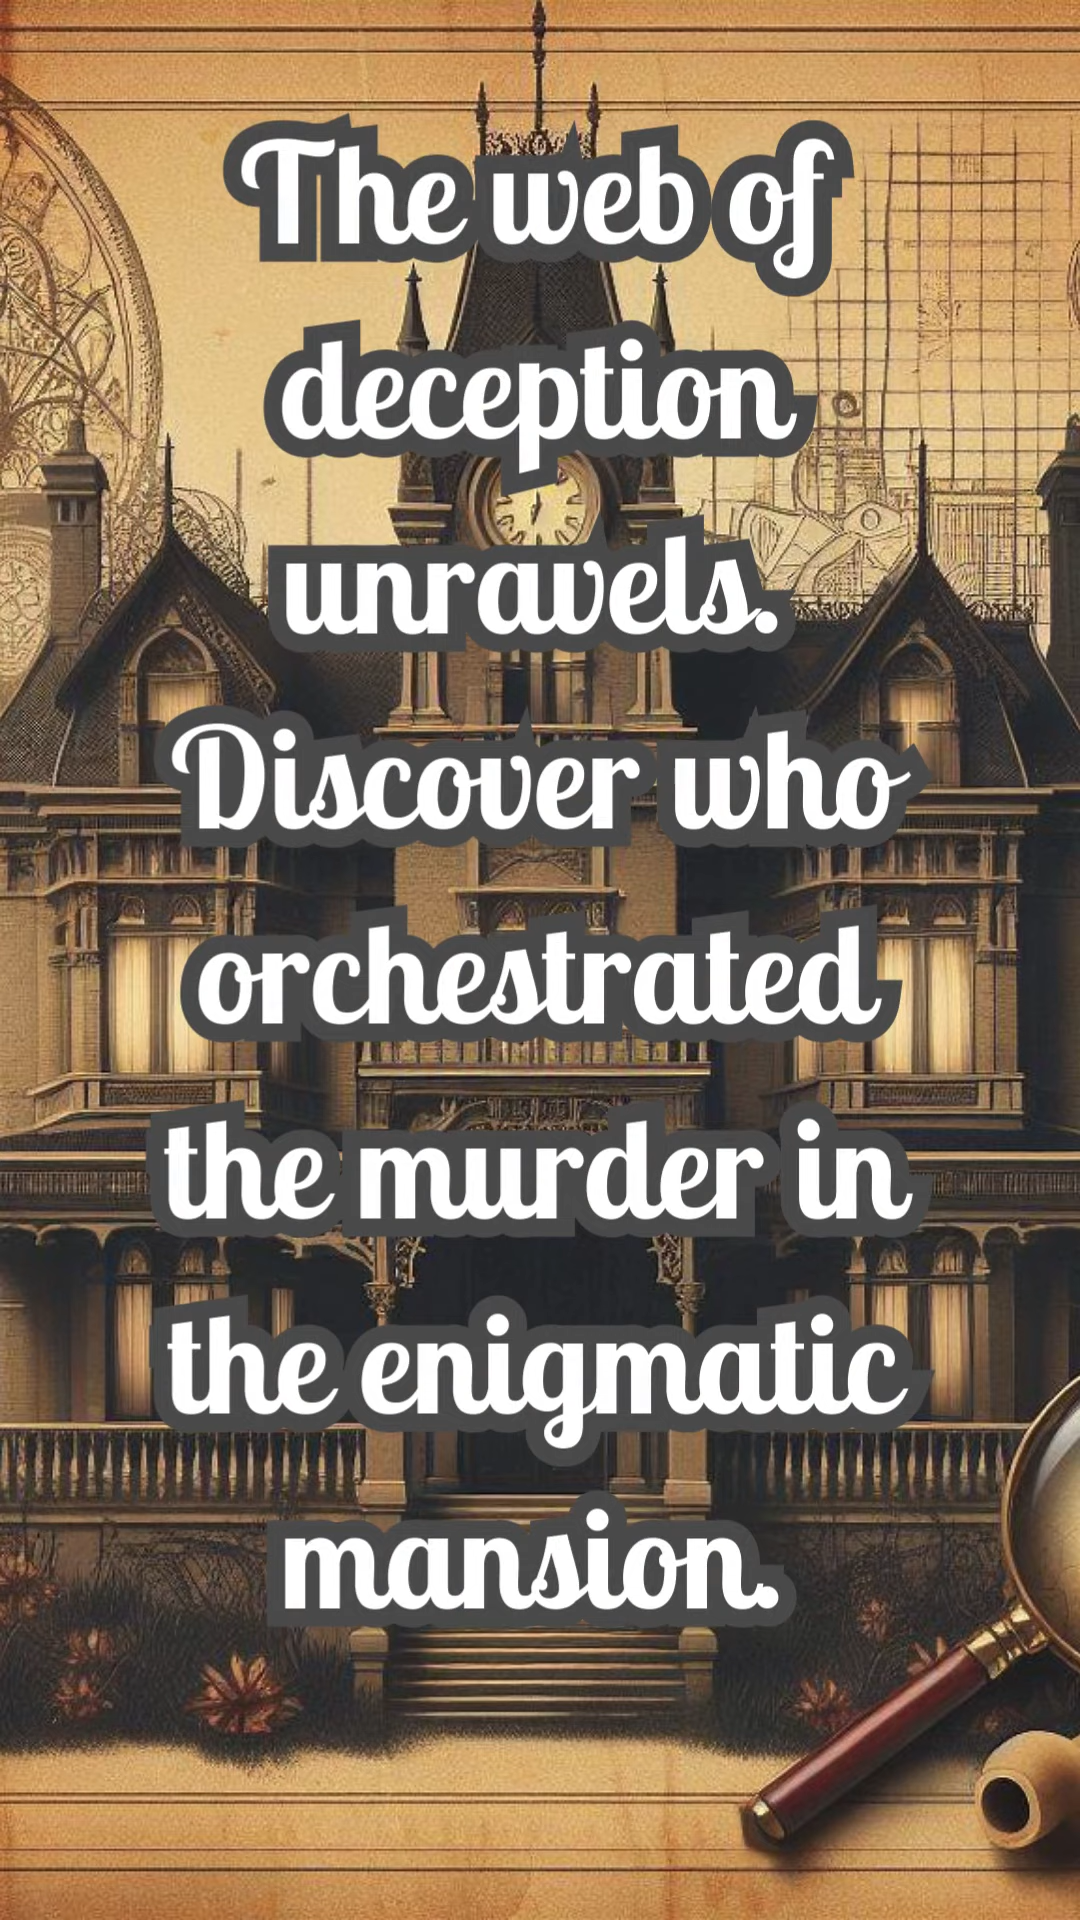 The web of
deception
unravels.
Discover who
orchestrated
the murder in
the enigmatic
mansion.